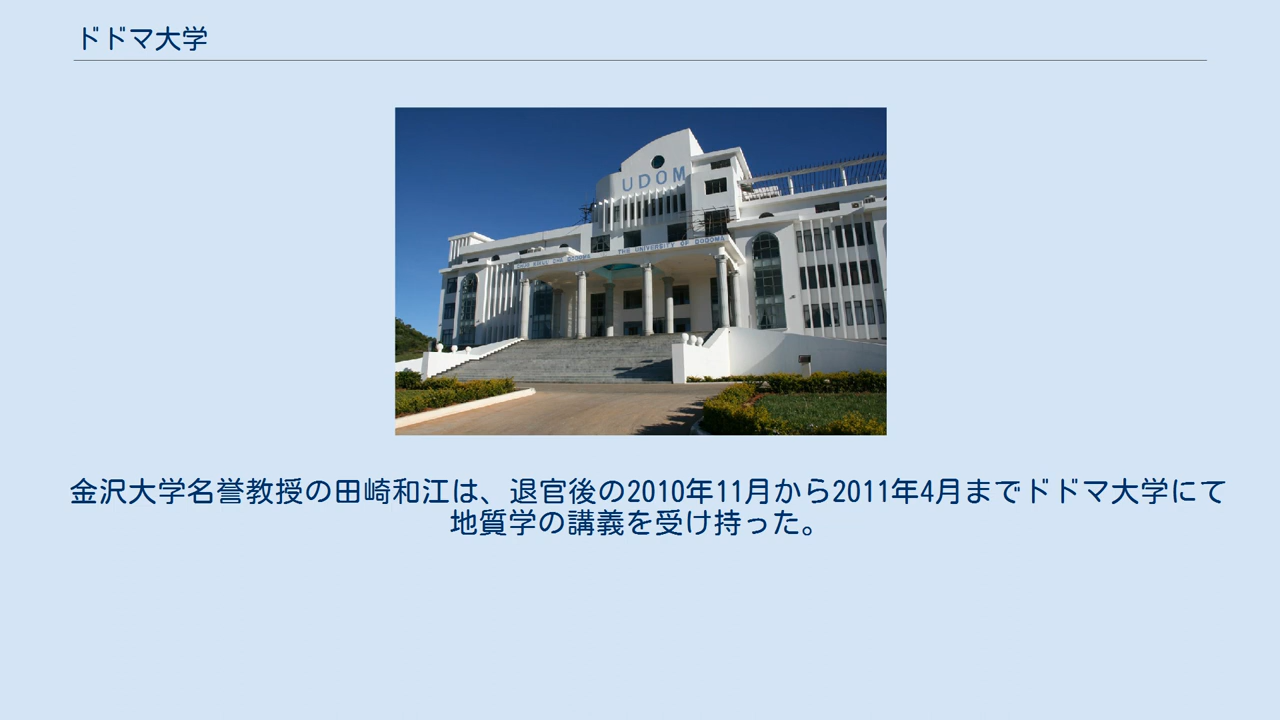 ドドマ大学
UDOM
THE UNIVERSITY OF DODOMA
金沢大学名誉教授の田崎和江は、退官後の2010年11月から2011年4月までドドマ大学にて
地質学の講義を受け持った。